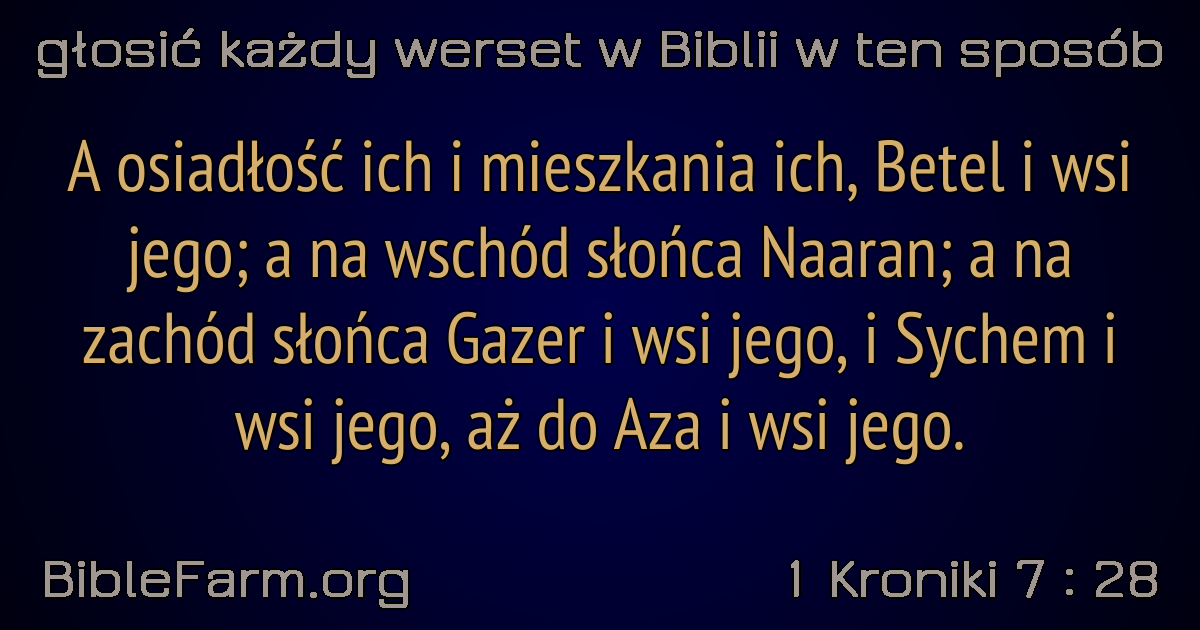 głosić każdy werset w Biblii w ten sposób
A osiadłość ich i mieszkania ich, Betel i wsi
jego; a na wschód słońca Naaran; a na
zachód słońca Gazer i wsi jego, i Sychem i
wsi jego, aż do Aza i wsi jego.
BibleFarm.org
1 Kroniki 7 : 28